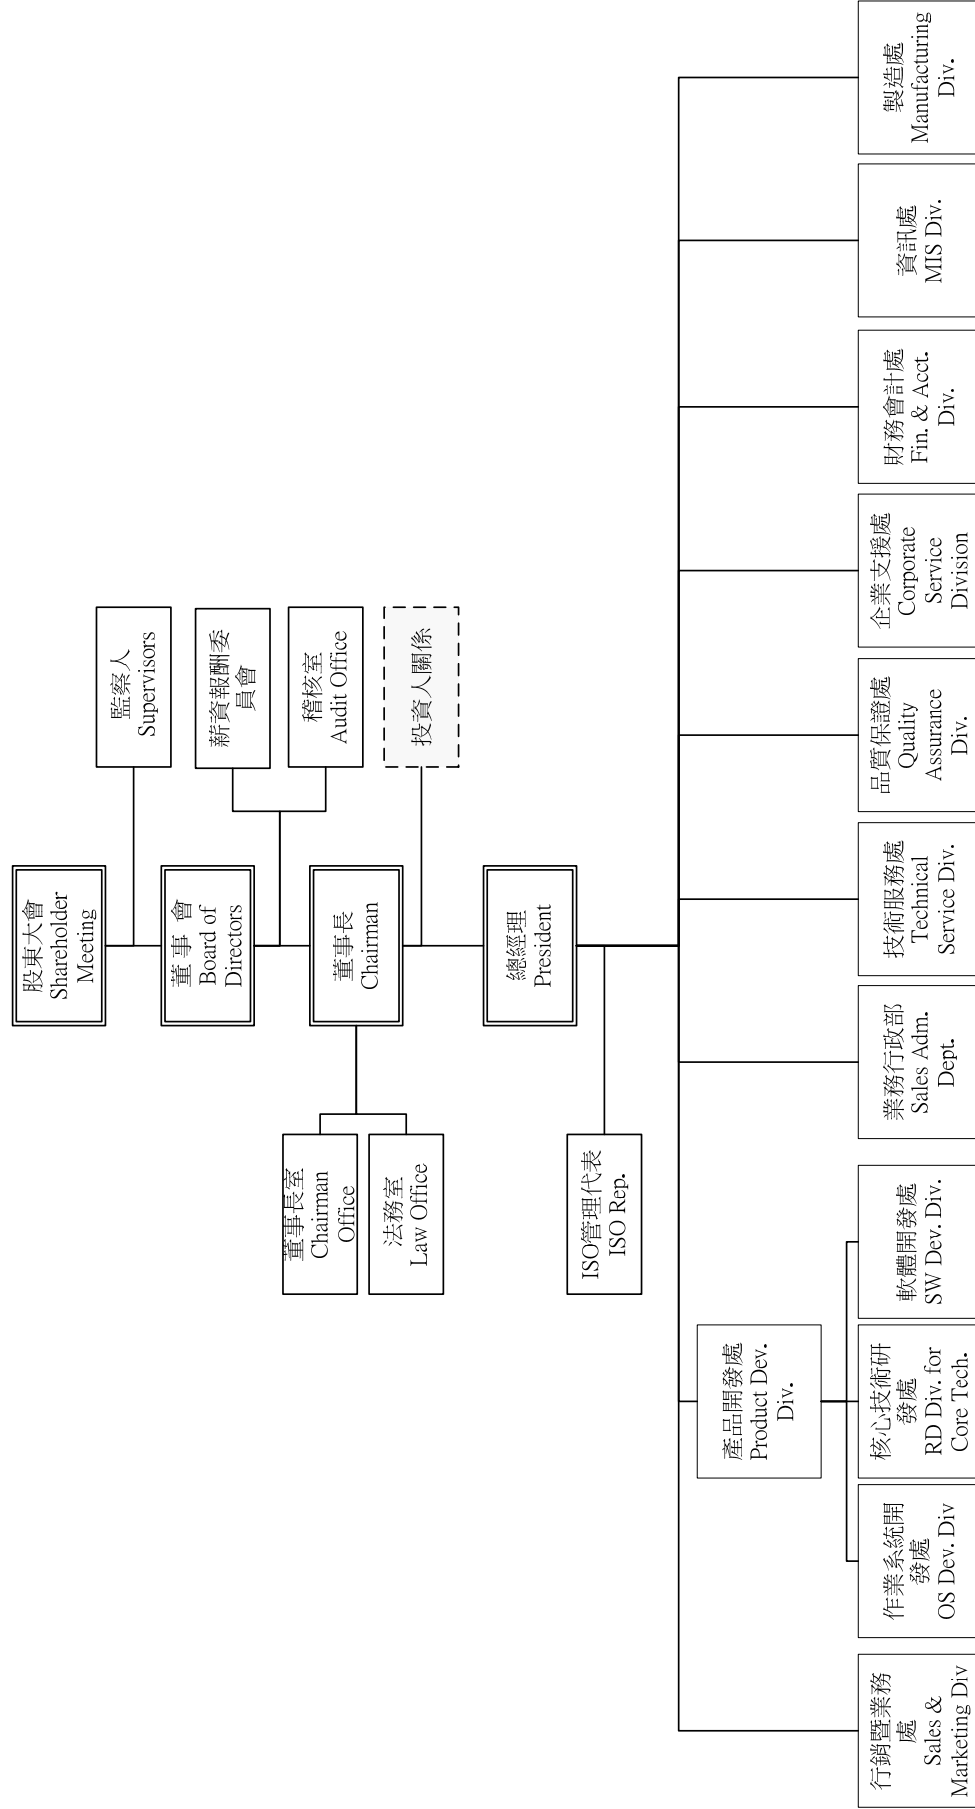 股東大會
Shareholder
Meeting
監察人
Supervisors
董 事 會
Board of
Directors
薪資報酬委
員會
稽核室
Audit Office
董事長
Chairman
董事長室
Chairman
Office
法務室
Law Office
投資人關係
總經理
President
ISO管理代表
ISO Rep.
行銷暨業務
處
Sales &
Marketing Div
產品開發處
Product Dev.
Div.
作業系統開
發處
OS Dev. Div
核心技術研
發處
RD Div. for
Core Tech.
軟體開發處
SW Dev. Div.
業務行政部
Sales Adm.
Dept.
技術服務處
Technical
Service Div.
品質保證處
Quality
Assurance
Div.
企業支援處
Corporate
Service
Division
財務會計處
Fin. & Acct.
Div.
資訊處
MIS Div.
製造處
Manufacturing
Div.